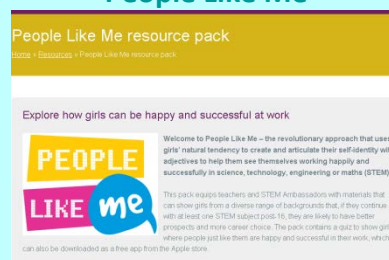 People Like Me
People Like Me resource pack
Home » Resources » People Like Me resource pack
Explore how girls can be happy and successful at work
PEOPLE
LIKE me
Welcome to People Like Me – the revolutionary approach that uses
girls' natural tendency to create and articulate their self-identity with
adjectives to help them see themselves working happily and
successfully in science, technology, engineering or maths (STEM)
This pack equips teachers and STEM Ambassadors with materials that
can show girls from a diverse range of backgrounds that, if they continue
with at least one STEM subject post-16, they are likely to have better
prospects and more career choice. The pack contains a quiz to show girls
where people just like them are happy and successful in their work, which
can also be downloaded as a free app from the Apple store.